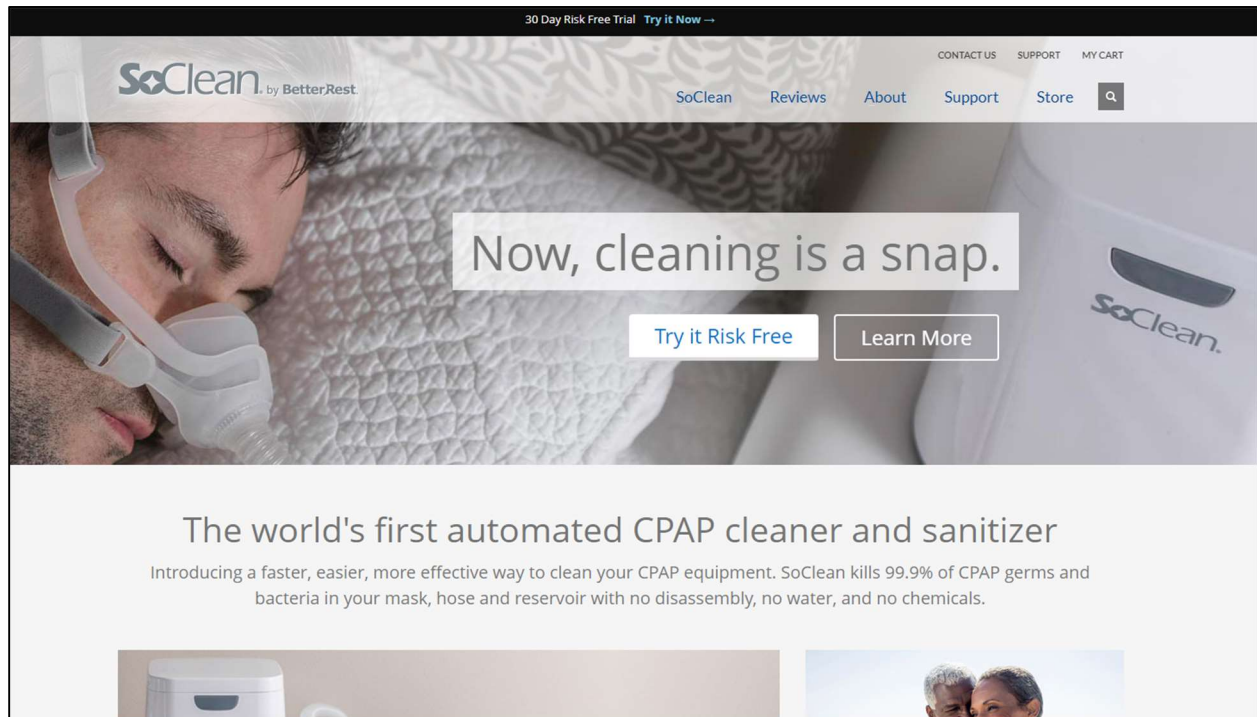 30 Day Risk Free Trial Try it Now →
CONTACT US SUPPORT MY CART
SoClean. by BetterRest.
SoClean Reviews About Support Store
Now, cleaning is a snap.
Try it Risk Free Learn More
SoClean.
The world's first automated CPAP cleaner and sanitizer
Introducing a faster, easier, more effective way to clean your CPAP equipment. SoClean kills 99.9% of CPAP germs and
bacteria in your mask, hose and reservoir with no disassembly, no water, and no chemicals.